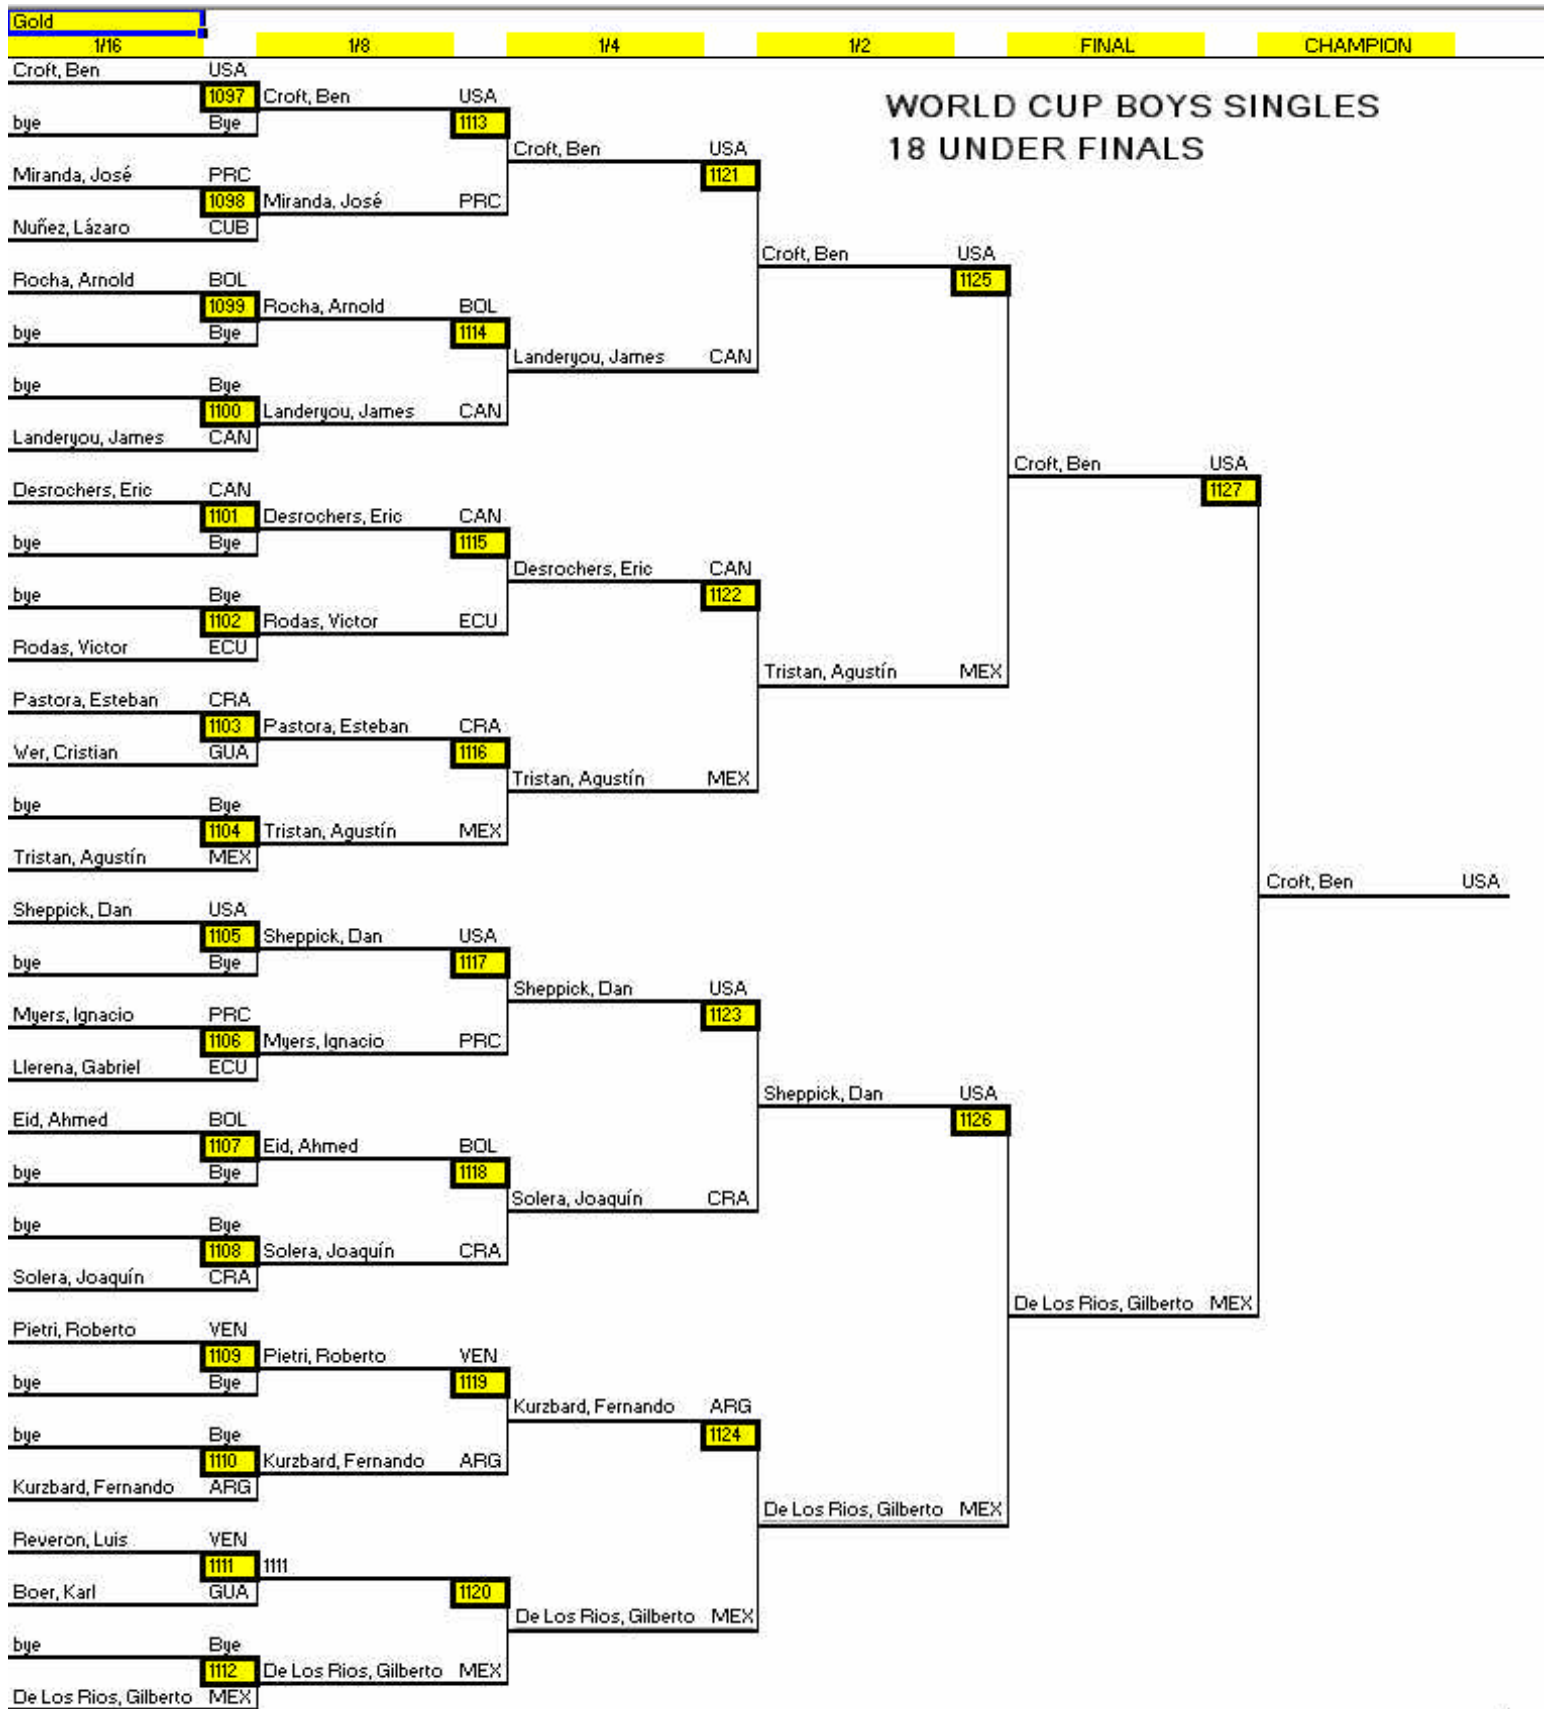 Gold
1/16 1/8 1/4 1/2 FINAL CHAMPION
Croft, Ben USA
1097 Croft, Ben USA
WORLD CUP BOYS SINGLES
bye Bye 1113
Croft, Ben USA
18 UNDER FINALS
Miranda, José PRC 1121
1098 Miranda, José PRC
Nuñez, Lázaro CUB
Croft, Ben USA
Rocha, Arnold BOL 1125
1099 Rocha, Arnold BOL
bye Bye 1114
Landeryou, James CAN
bye Bye
1100 Landeryou, James CAN
Landeryou, James CAN
Croft, Ben USA
Desrochers, Eric CAN 1127
1101 Desrochers, Eric CAN
bye Bye 1115
Desrochers, Eric CAN
bye Bye 1122
1102 Rodas, Victor ECU
Rodas, Victor ECU
Tristan, Agustín MEX
Pastora, Esteban CRA
1103 Pastora, Esteban CRA
Wer, Cristian GUA 1116
Tristan, Agustín MEX
bye Bye
1104 Tristan, Agustín MEX
Tristan, Agustín MEX
Croft, Ben USA
Sheppick, Dan USA
1105 Sheppick, Dan USA
bye Bye 1117
Sheppick, Dan USA
Myers, Ignacio PRC 1123
1106 Myers, Ignacio PRC
Llerena, Gabriel ECU
Sheppick, Dan USA
Eid, Ahmed BOL 1126
1107 Eid, Ahmed BOL
bye Bye 1118
Solera, Joaquín CRA
bye Bye
1108 Solera, Joaquín CRA
Solera, Joaquín CRA
De Los Rios, Gilberto MEX
Pietri, Roberto VEN
1109 Pietri, Roberto VEN
bye Bye 1119
Kurzbard, Fernando ARG
bye Bye 1124
1110 Kurzbard, Fernando ARG
Kurzbard, Fernando ARG
De Los Rios, Gilberto MEX
Reveron, Luis VEN
1111 1111
Boer, Karl GUA 1120
De Los Rios, Gilberto MEX
bye Bye
1112 De Los Rios, Gilberto MEX
De Los Rios, Gilberto MEX